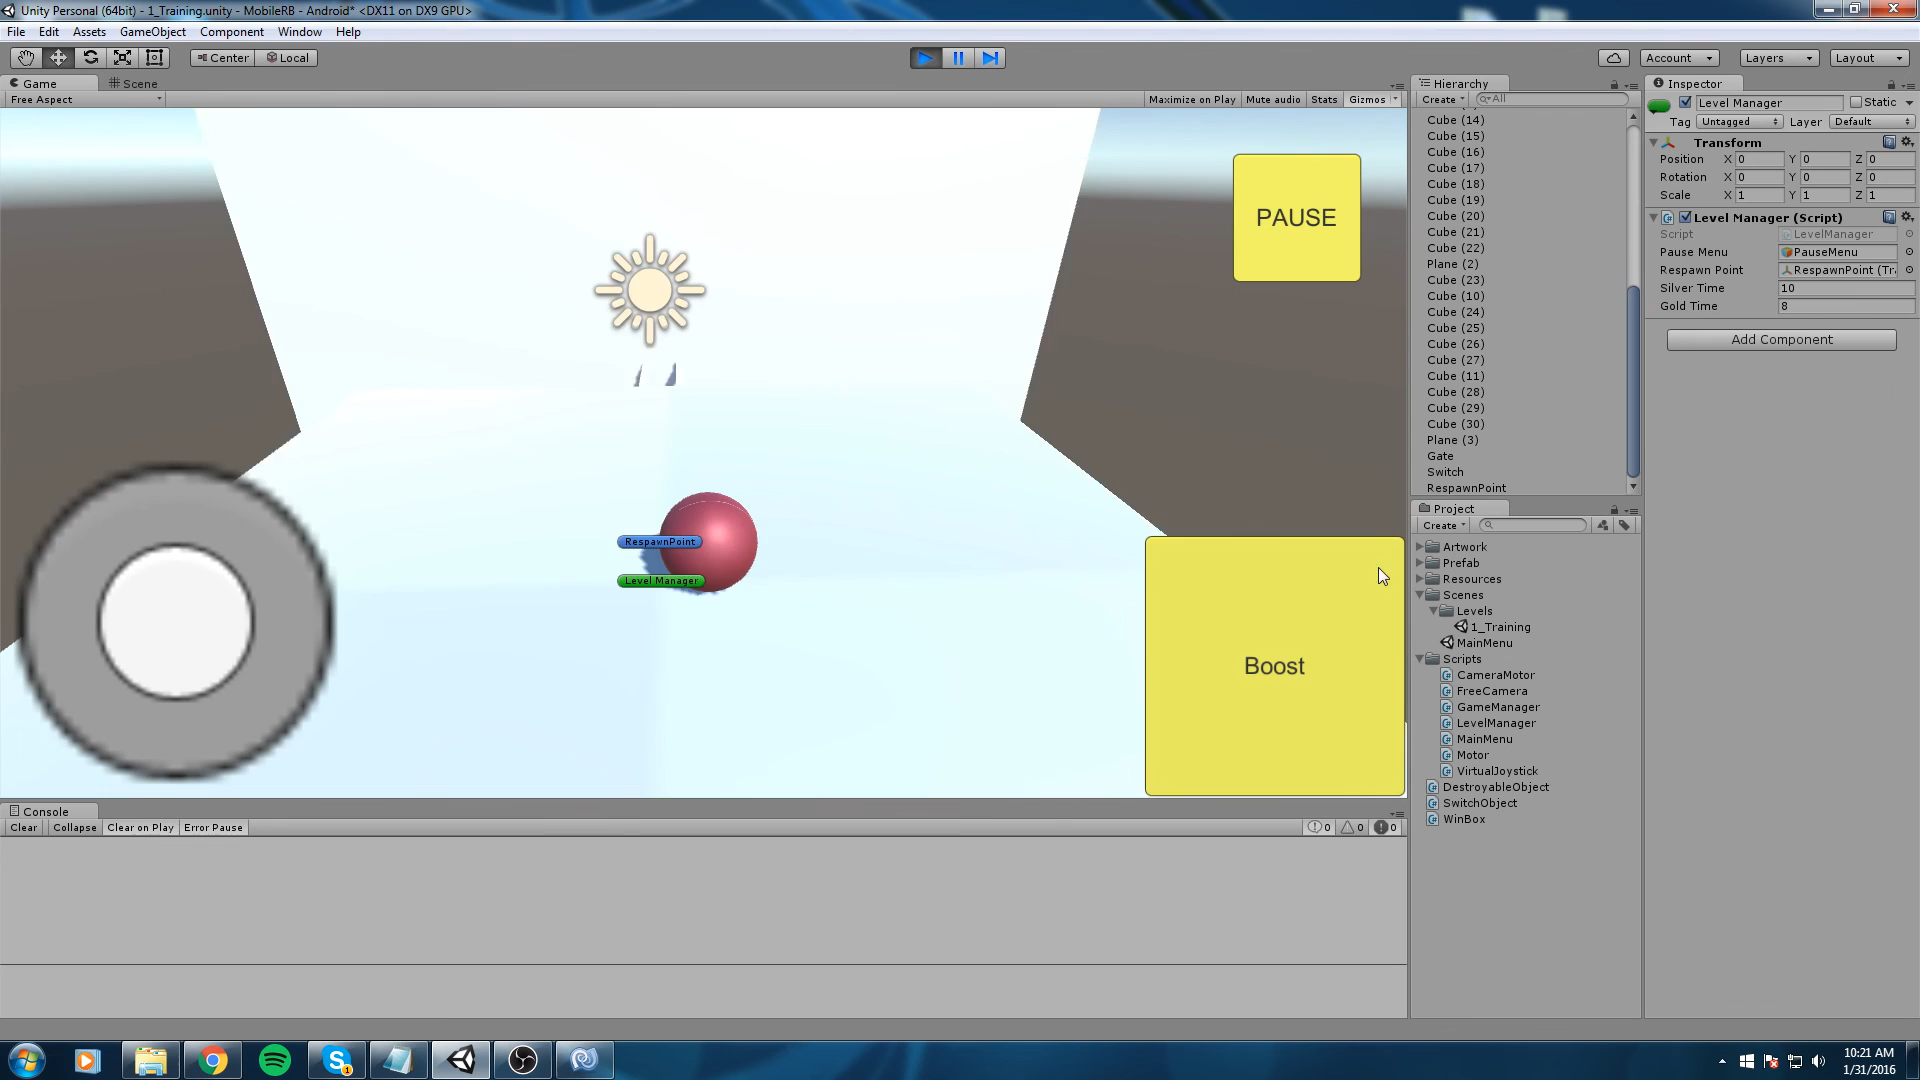 Unity Personal (64bit) - 1_Training.unity - MobileRB - Android* <DX11 on DX9 GPU>
File Edit Assets GameObject Component Window Help
Center Local
Account Layers Layout
Game Scene
Free Aspect
Maximize on Play Mute audio Stats Gizmos
PAUSE
RespawnPoint
Level Manager
Boost
Console
Clear Collapse Clear on Play Error Pause
0 0 0
Hierarchy
Create All
Cube (14)
Cube (15)
Cube (16)
Cube (17)
Cube (18)
Cube (19)
Cube (20)
Cube (21)
Cube (22)
Plane (2)
Cube (23)
Cube (10)
Cube (24)
Cube (25)
Cube (26)
Cube (27)
Cube (11)
Cube (28)
Cube (29)
Cube (30)
Plane (3)
Gate
Switch
RespawnPoint
Project
Create
Artwork
Prefab
Resources
Scenes
Levels
1_Training
MainMenu
Scripts
CameraMotor
FreeCamera
GameManager
LevelManager
MainMenu
Motor
VirtualJoystick
DestroyableObject
SwitchObject
WinBox
Inspector
Level Manager Static
Tag Untagged Layer Default
Transform
Position X 0 Y 0 Z 0
Rotation X 0 Y 0 Z 0
Scale X 1 Y 1 Z 1
Level Manager (Script)
Script LevelManager
Pause Menu PauseMenu
Respawn Point RespawnPoint (Tr
Silver Time 10
Gold Time 8
Add Component
10:21 AM
1/31/2016